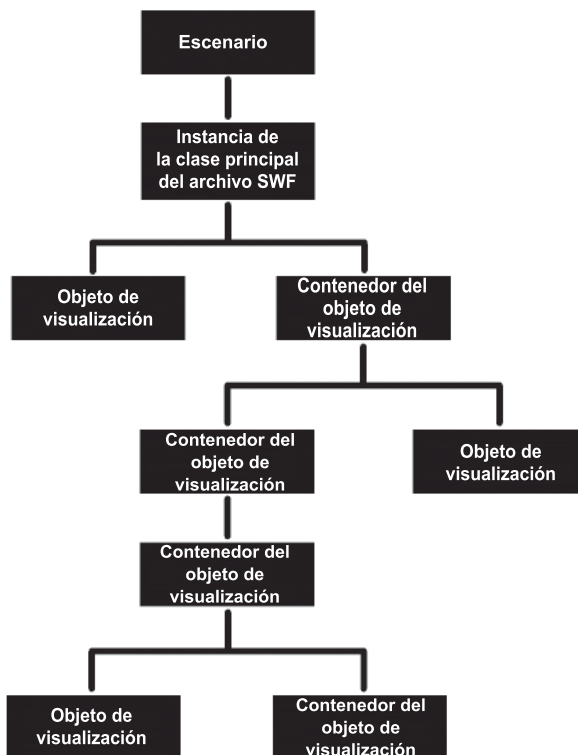 Escenario
Instancia de
la clase principal
del archivo SWF
Objeto de
visualización
Contenedor del
objeto de
visualización
Contenedor del
objeto de
visualización
Objeto de
visualización
Contenedor del
objeto de
visualización
Objeto de
visualización
Contenedor del
objeto de
visualización